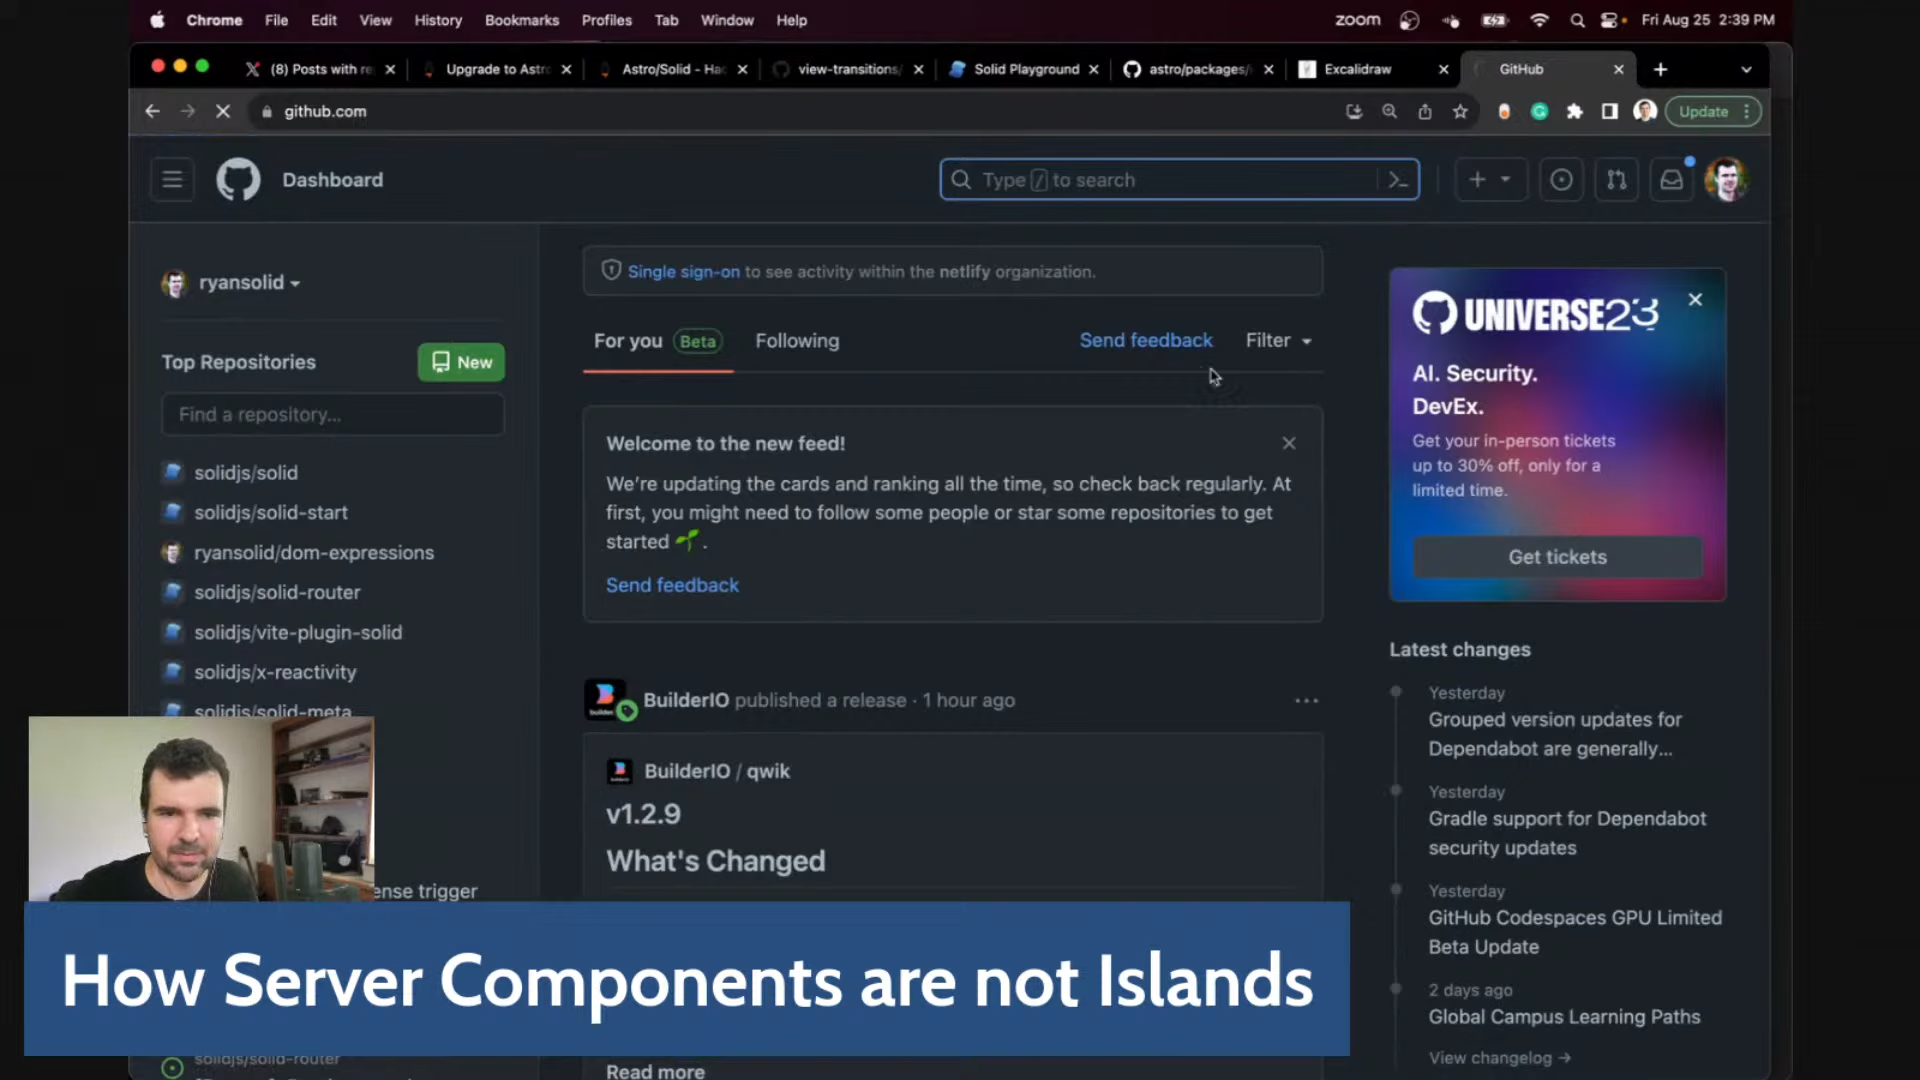 Chrome File Edit View History Bookmarks Profiles Tab Window Help
zoom Fri Aug 25 2:39 PM
(8) Posts with re
Upgrade to Astro
Astro/Solid - Hac
view-transitions/
Solid Playground
astro/packages/
Excalidraw
GitHub
github.com
Update
Dashboard
Type / to search
ryansolid
Top Repositories
New
Find a repository...
solidjs/solid
solidjs/solid-start
ryansolid/dom-expressions
solidjs/solid-router
solidjs/vite-plugin-solid
solidjs/x-reactivity
solidjs/solid-meta
ense trigger
solidjs/solid-router
Single sign-on to see activity within the netlify organization.
For you Beta Following Send feedback Filter
Welcome to the new feed!
We're updating the cards and ranking all the time, so check back regularly. At
first, you might need to follow some people or star some repositories to get
started 🌱 .
Send feedback
BuilderIO published a release · 1 hour ago
BuilderIO / qwik
v1.2.9
What's Changed
Read more
UNIVERSE23
AI. Security.
DevEx.
Get your in-person tickets
up to 30% off, only for a
limited time.
Get tickets
Latest changes
Yesterday
Grouped version updates for
Dependabot are generally...
Yesterday
Gradle support for Dependabot
security updates
Yesterday
GitHub Codespaces GPU Limited
Beta Update
2 days ago
Global Campus Learning Paths
View changelog →
How Server Components are not Islands